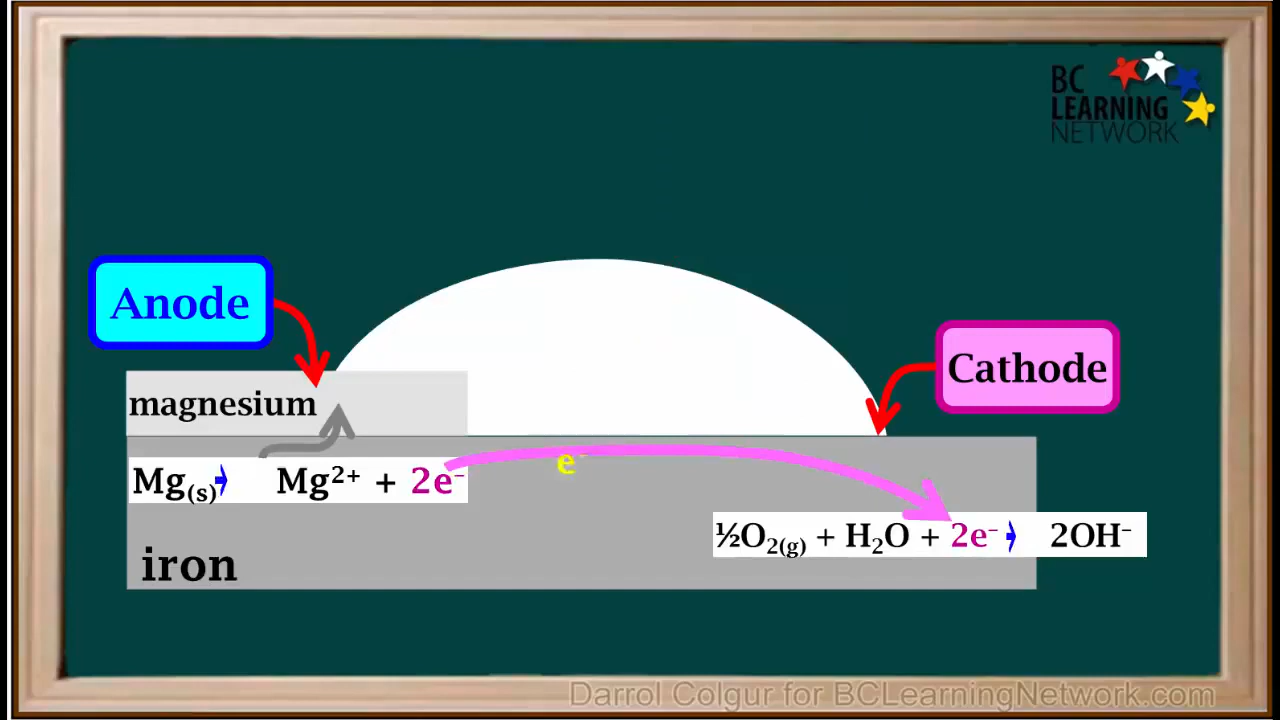 BC
LEARNING
NETWORK
Anode
Cathode
magnesium
e⁻
Mg₍s₎ → Mg²⁺ + 2e⁻
½O₂₍g₎ + H₂O + 2e⁻ → 2OH⁻
iron
Darrol Colgur for BCLearningNetwork.com